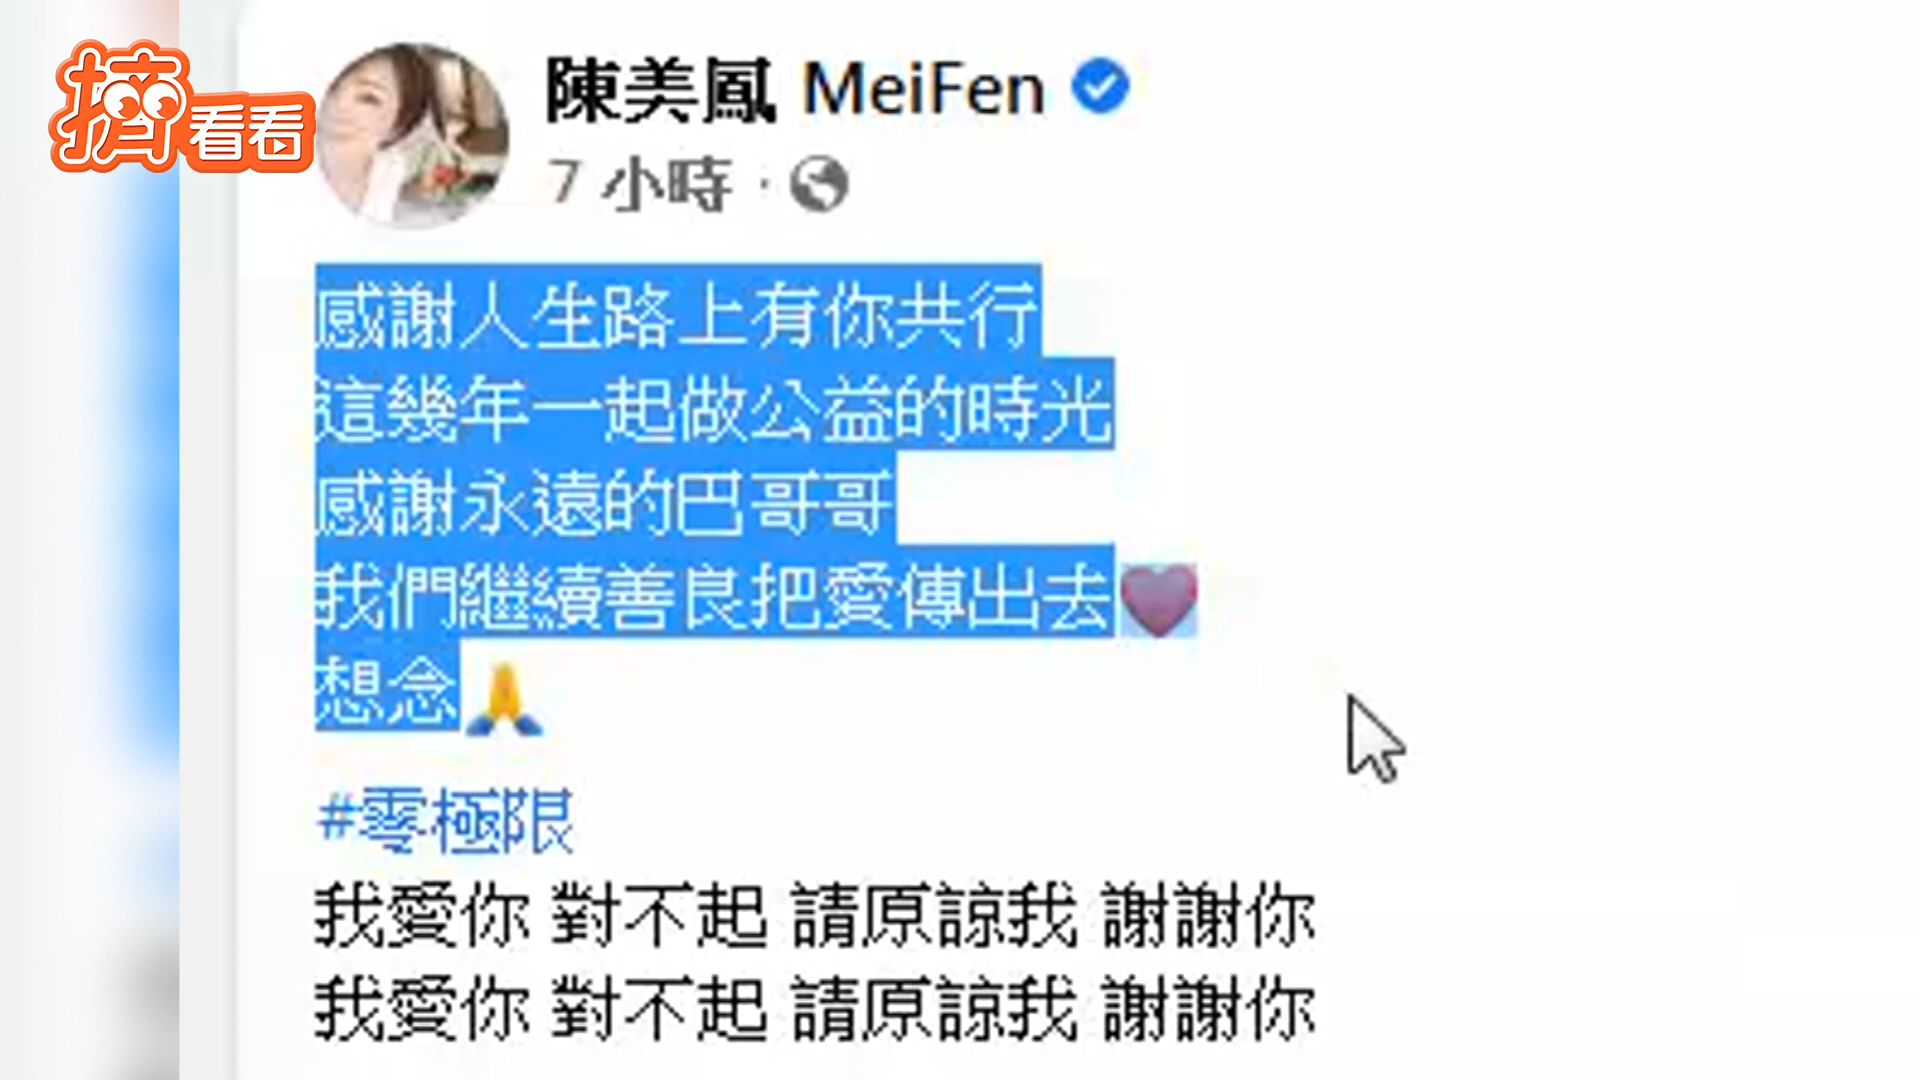 擠看看
陳美鳳 MeiFen
7 小時 ·
感謝人生路上有你共行
這幾年一起做公益的時光
感謝永遠的巴哥哥
我們繼續善良把愛傳出去💜
想念🙏
#零極限
我愛你 對不起 請原諒我 謝謝你
我愛你 對不起 請原諒我 謝謝你